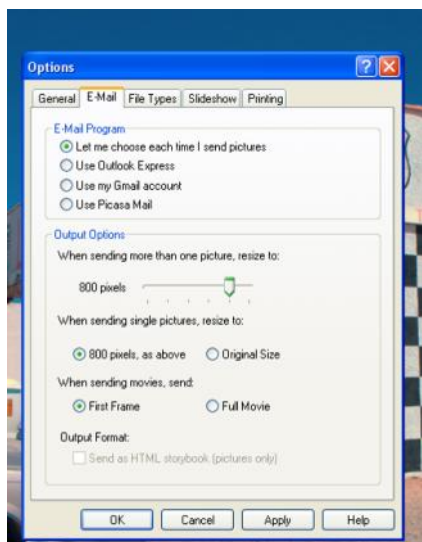 Options
General E-Mail File Types Slideshow Printing
E-Mail Program
Let me choose each time I send pictures
Use Outlook Express
Use my Gmail account
Use Picasa Mail
Output Options
When sending more than one picture, resize to:
800 pixels
When sending single pictures, resize to:
800 pixels, as above Original Size
When sending movies, send:
First Frame Full Movie
Output Format:
Send as HTML storybook (pictures only)
OK Cancel Apply Help